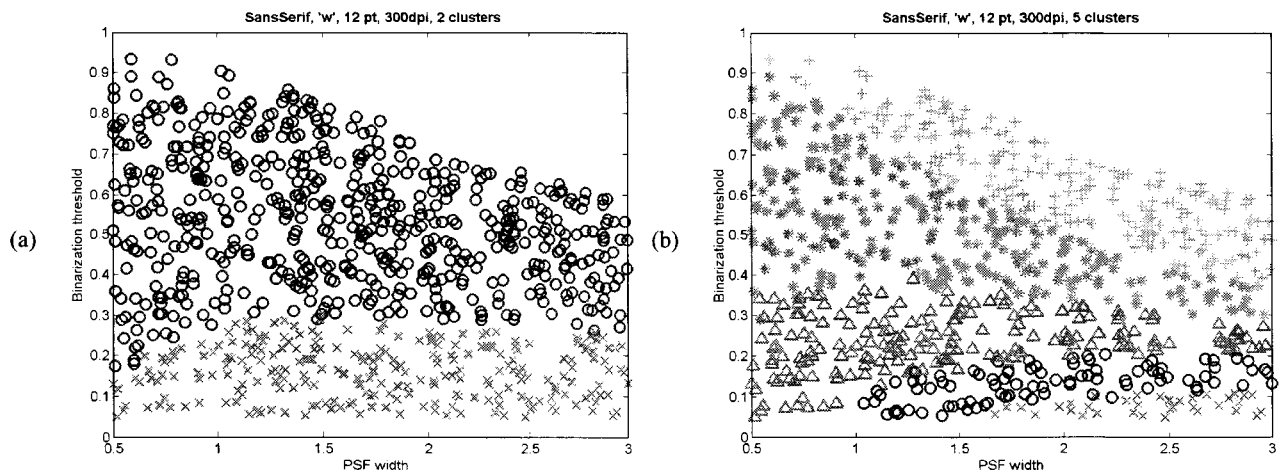 SansSerif, 'w', 12 pt, 300dpi, 2 clusters
1
0.9
0.8
0.7
0.6
0.5
0.4
0.3
0.2
0.1
0
Binarization threshold
(a)
0.5 1 1.5 2 2.5 3
PSF width
SansSerif, 'w', 12 pt, 300dpi, 5 clusters
1
0.9
0.8
0.7
0.6
0.5
0.4
0.3
0.2
0.1
0
Binarization threshold
(b)
0.5 1 1.5 2 2.5 3
PSF width